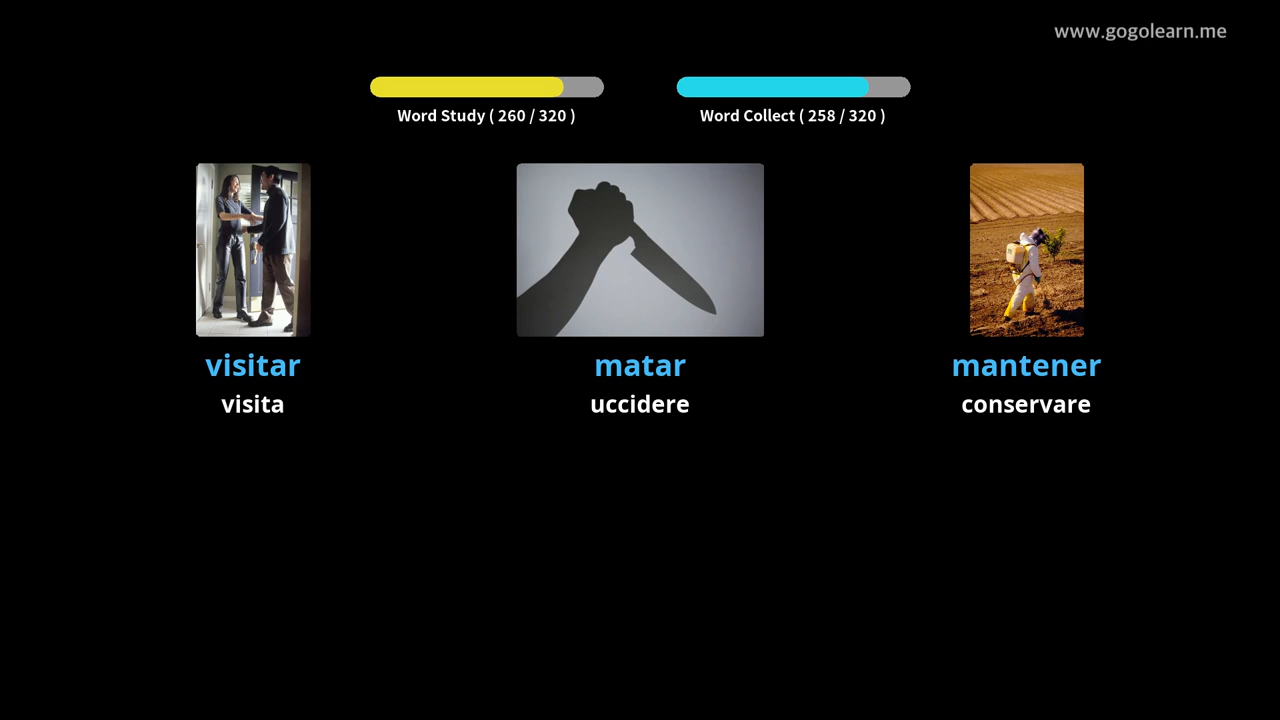 www.gogolearn.me
Word Study ( 260 / 320 )
Word Collect ( 258 / 320 )
visitar
visita
matar
uccidere
mantener
conservare